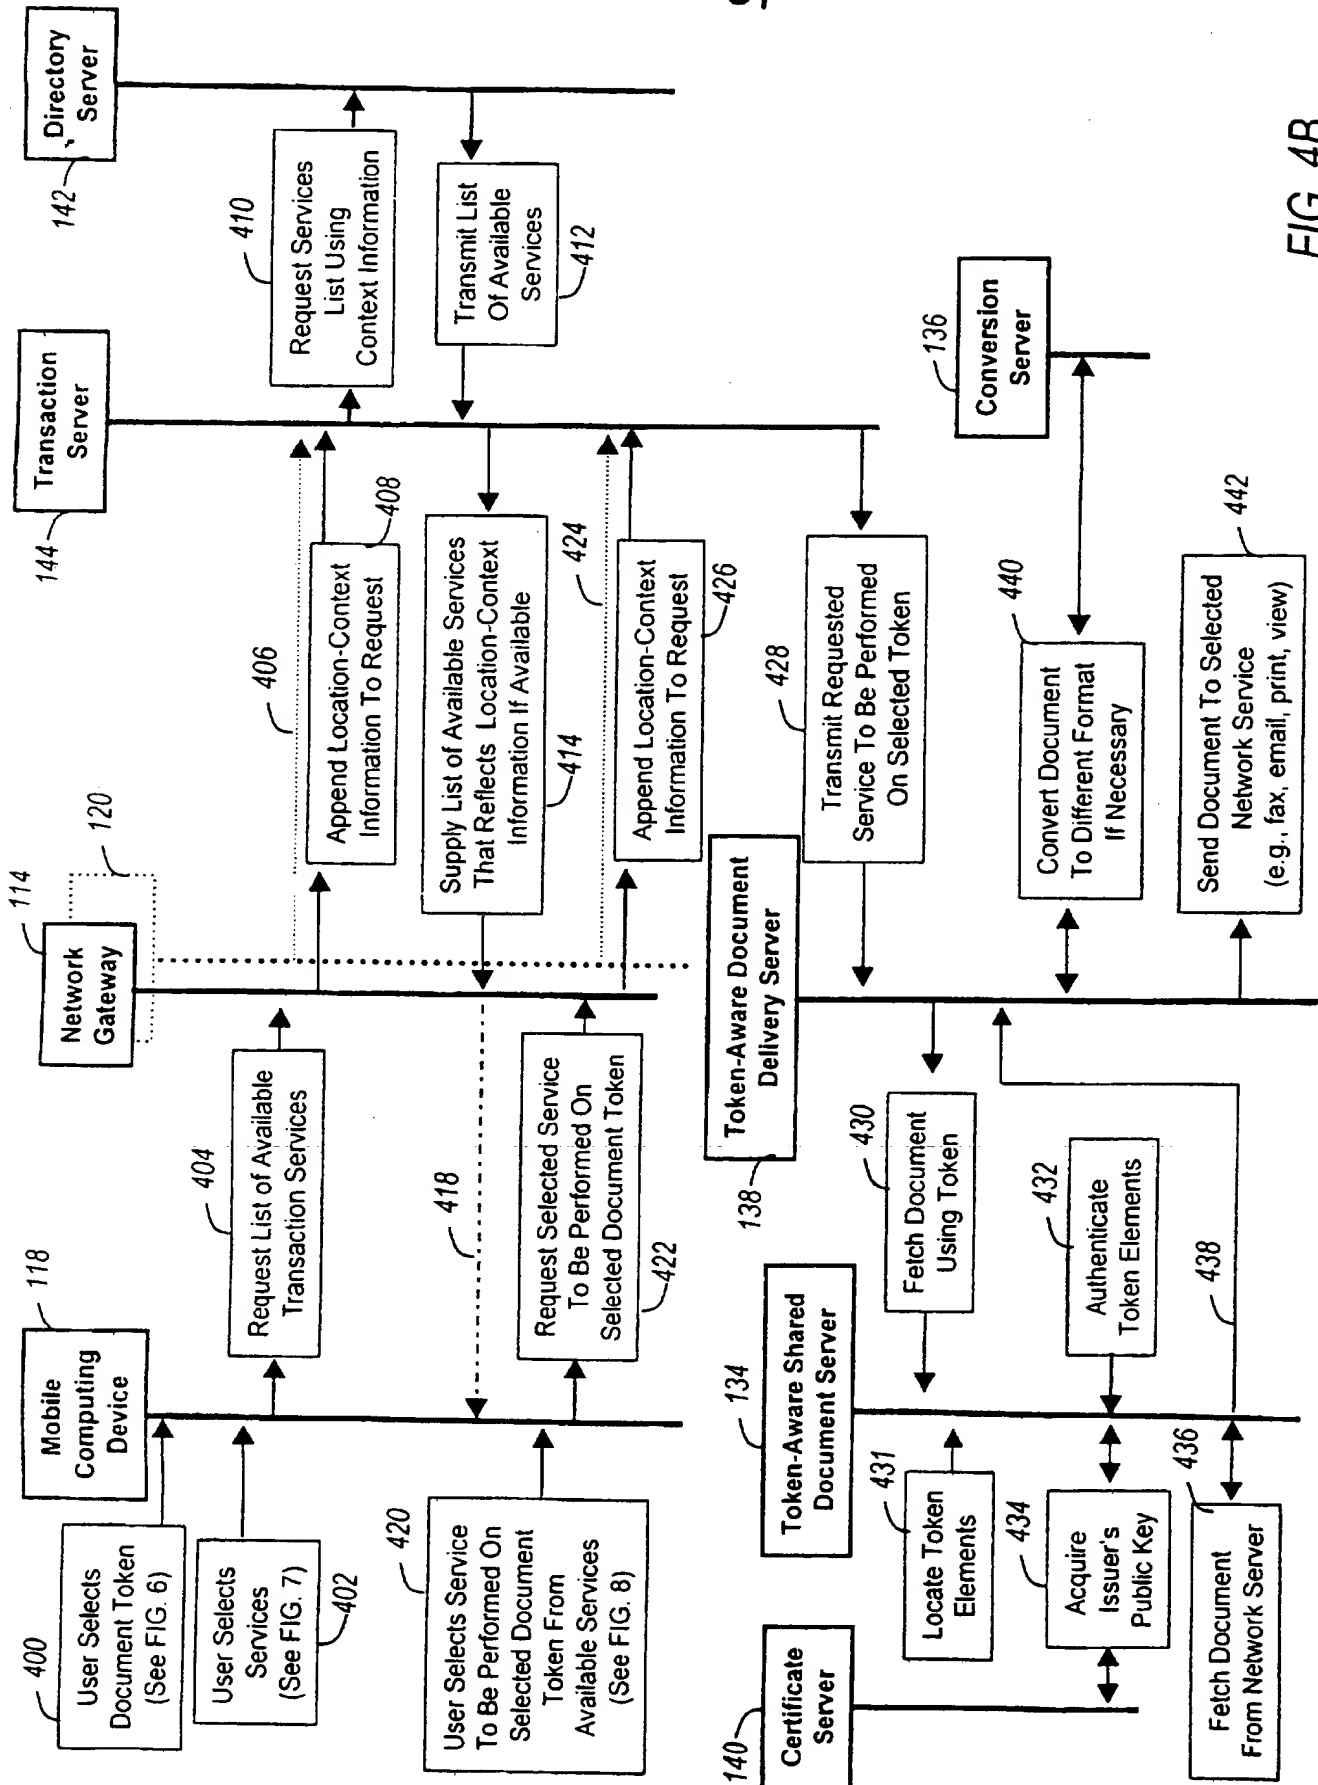 118
Mobile
Computing
Device
114
Network
Gateway
120
144
Transaction
Server
142
Directory
Server
400
User Selects
Document Token
(See FIG. 6)
User Selects
Services
(See FIG. 7)
402
404
Request List of Available
Transaction Services
406
Append Location-Context
Information To Request
408
410
Request Services
List Using
Context Information
Transmit List
Of Available
Services
412
Supply List of Available Services
That Reflects Location-Context
Information If Available
414
418
420
User Selects Service
To Be Performed On
Selected Document
Token From
Available Services
(See FIG. 8)
Request Selected Service
To Be Performed On
Selected Document Token
422
424
Append Location-Context
Information To Request
426
428
Transmit Requested
Service To Be Performed
On Selected Token
140
Certificate
Server
134
Token-Aware Shared
Document Server
138
Token-Aware Document
Delivery Server
136
Conversion
Server
430
Fetch Document
Using Token
431
Locate Token
Elements
432
Authenticate
Token Elements
434
Acquire
Issuer's
Public Key
436
Fetch Document
From Network Server
438
440
Convert Document
To Different Format
If Necessary
442
Send Document To Selected
Network Service
(e.g., fax, email, print, view)
FIG. 4B